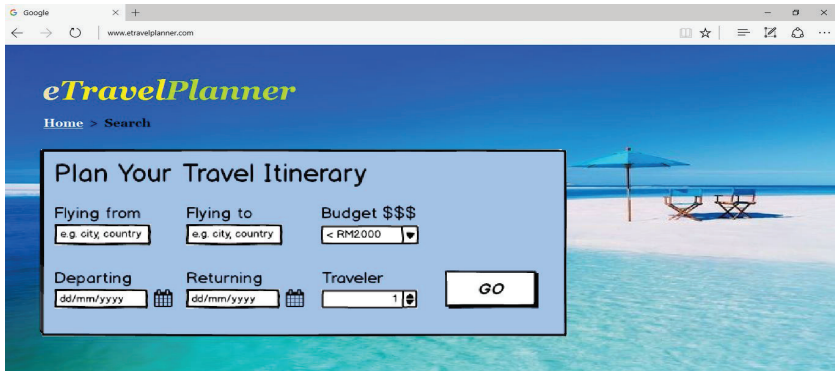 Google
www.etravelplanner.com
eTravelPlanner
Home > Search
Plan Your Travel Itinerary
Flying from Flying to Budget $$$
e.g. city, country e.g. city, country < RM2000
Departing Returning Traveler
dd/mm/yyyy dd/mm/yyyy 1
GO